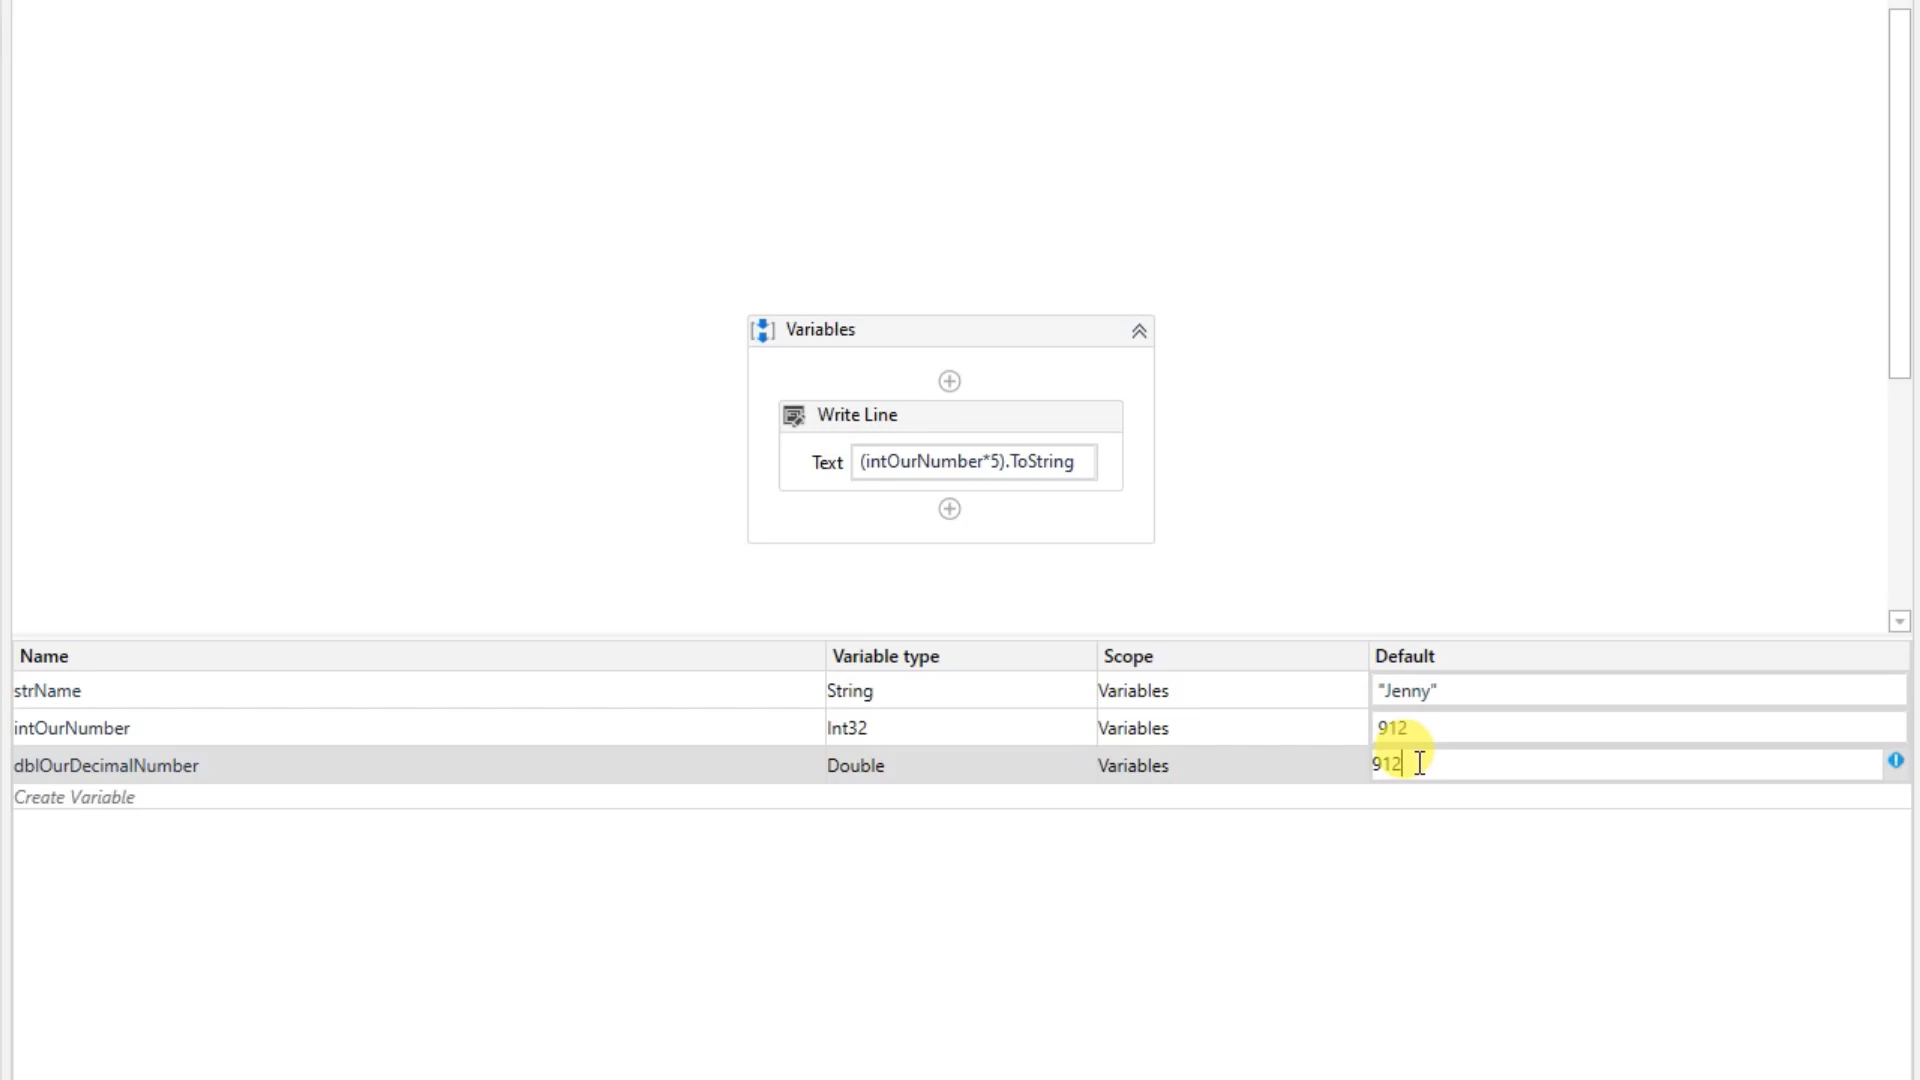 Variables
Write Line
Text (intOurNumber*5).ToString
Name Variable type Scope Default
strName String Variables "Jenny"
intOurNumber Int32 Variables 912
dblOurDecimalNumber Double Variables 912
Create Variable